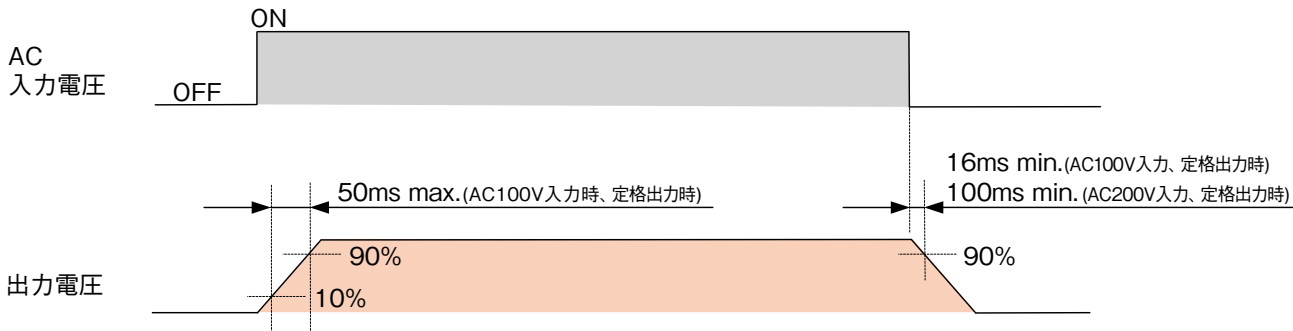 ON
AC
入力電圧
OFF
16ms min.(AC100V入力、定格出力時)
50ms max.(AC100V入力時、定格出力時)
100ms min.(AC200V入力、定格出力時)
90%
90%
出力電圧
10%